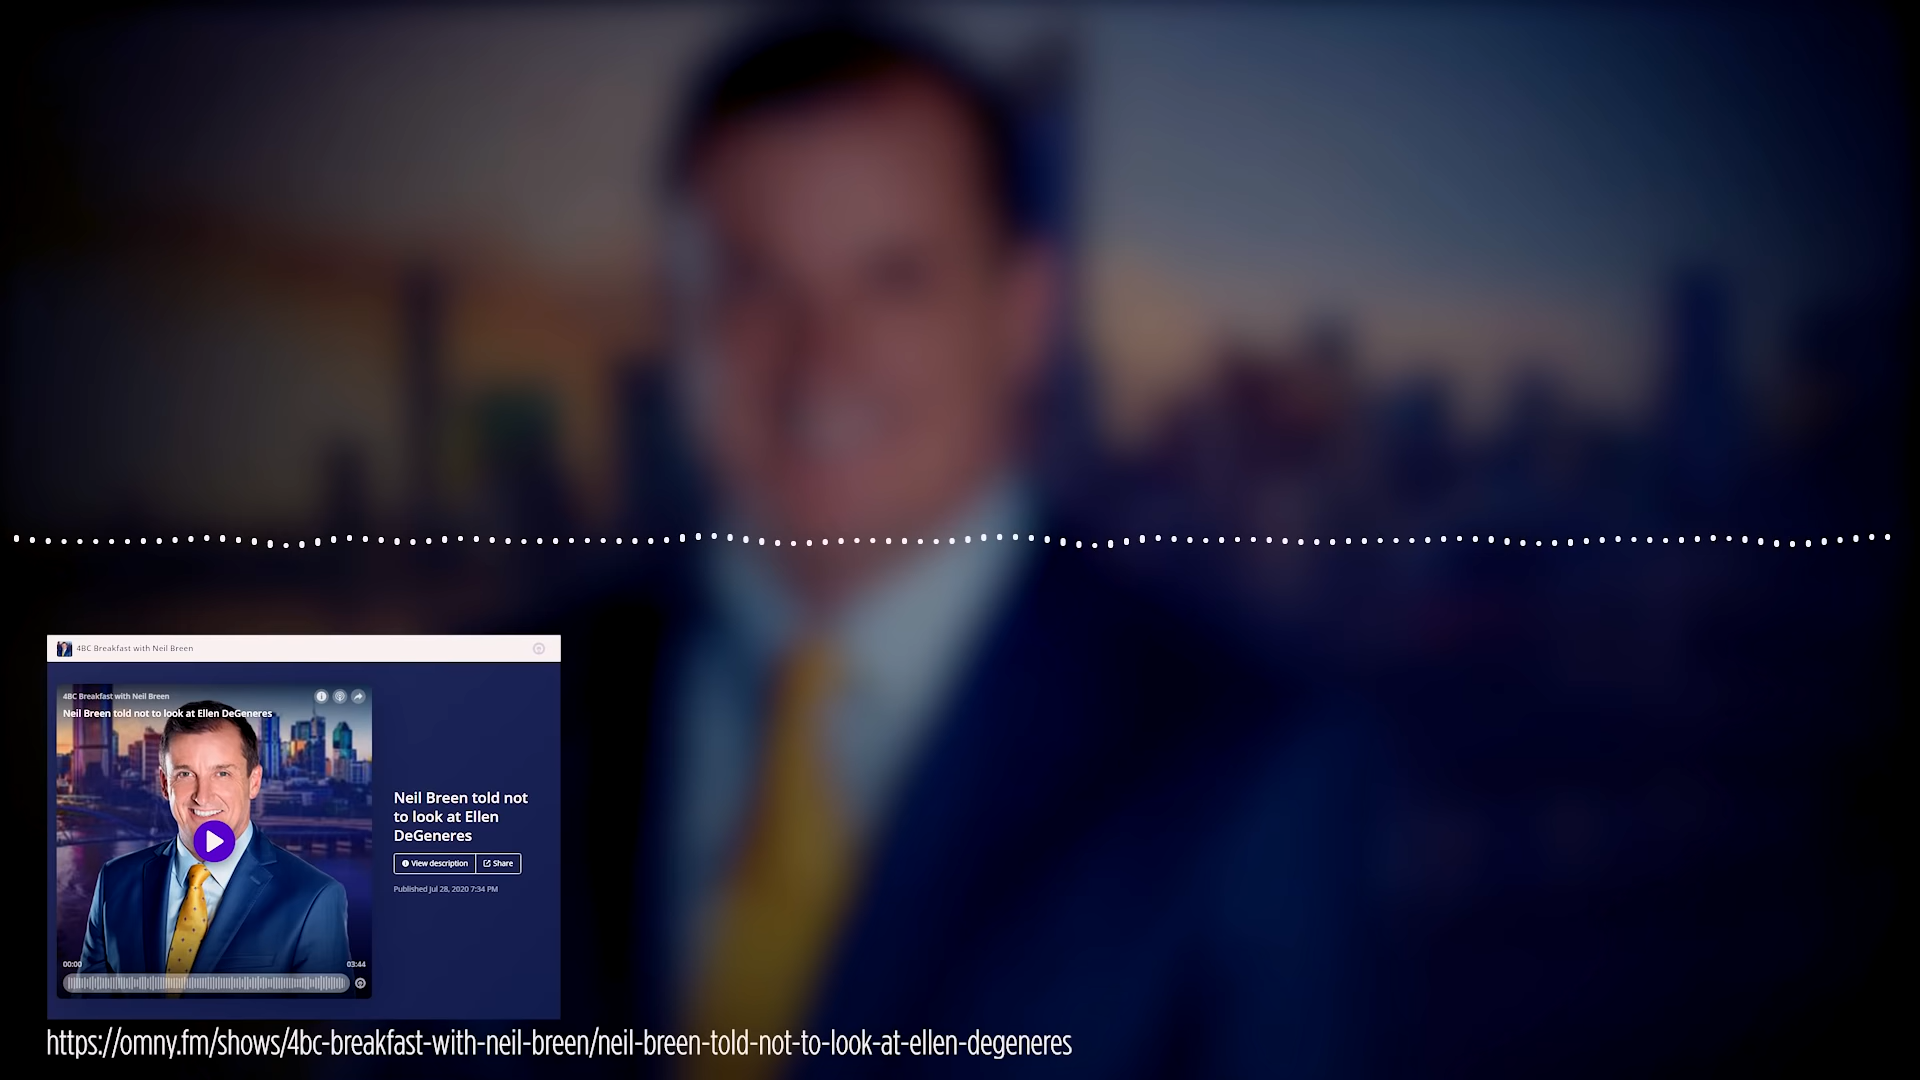 4BC Breakfast with Neil Breen
4BC Breakfast with Neil Breen
Neil Breen told not to look at Ellen DeGeneres
Neil Breen told not
to look at Ellen
DeGeneres
View description
Share
Published Jul 28, 2020 7:34 PM
00:00
03:44
https://omny.fm/shows/4bc-breakfast-with-neil-breen/neil-breen-told-not-to-look-at-ellen-degeneres